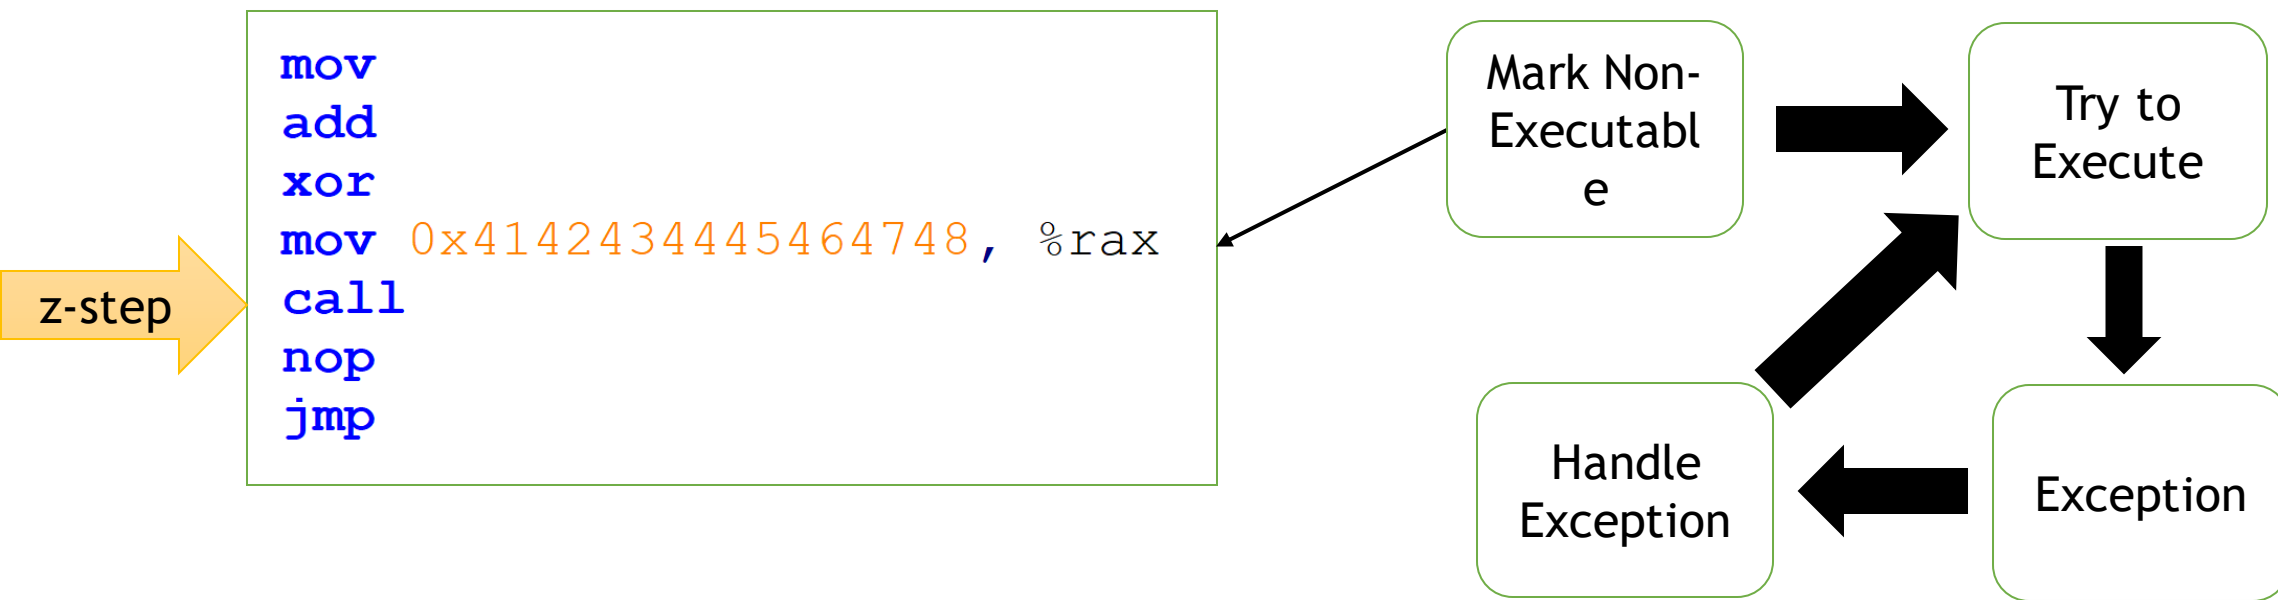 mov
add
xor
mov 0x4142434445464748, %rax
call
nop
jmp
z-step
Mark Non-
Executabl
e
Try to
Execute
Handle
Exception
Exception